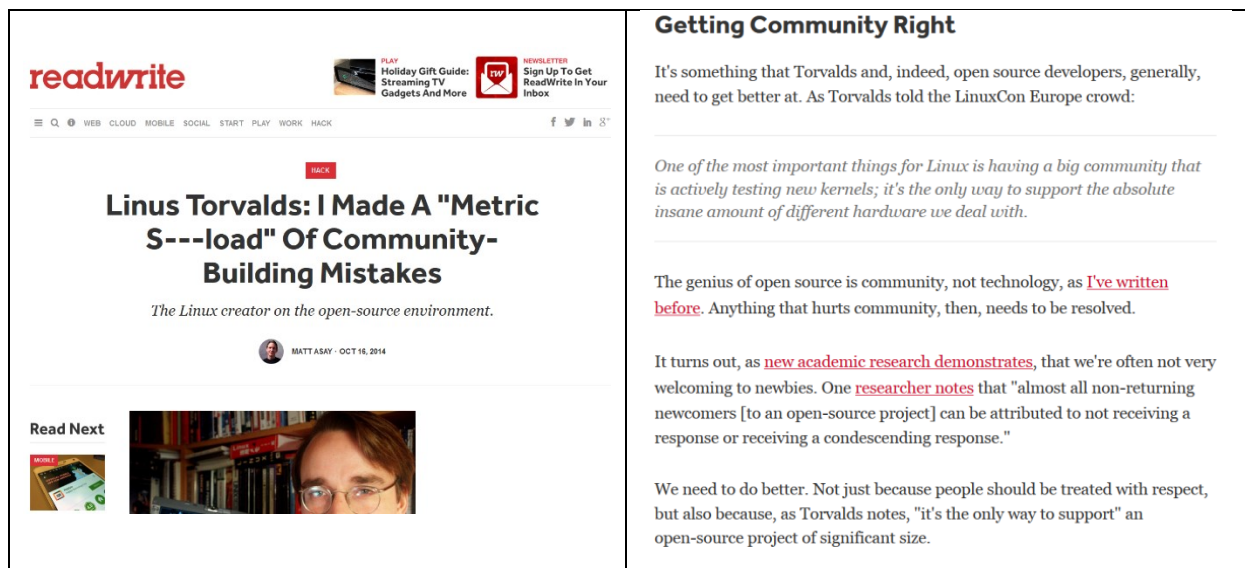 readwrite
PLAY
Holiday Gift Guide:
Streaming TV
Gadgets And More
NEWSLETTER
Sign Up To Get
ReadWrite In Your
Inbox
rw
WEB CLOUD MOBILE SOCIAL START PLAY WORK HACK
HACK
Linus Torvalds: I Made A "Metric
S---load" Of Community-
Building Mistakes
The Linux creator on the open-source environment.
MATT ASAY · OCT 16, 2014
Read Next
MOBILE
Getting Community Right
It's something that Torvalds and, indeed, open source developers, generally,
need to get better at. As Torvalds told the LinuxCon Europe crowd:
One of the most important things for Linux is having a big community that
is actively testing new kernels; it's the only way to support the absolute
insane amount of different hardware we deal with.
The genius of open source is community, not technology, as I've written
before. Anything that hurts community, then, needs to be resolved.
It turns out, as new academic research demonstrates, that we're often not very
welcoming to newbies. One researcher notes that "almost all non-returning
newcomers [to an open-source project] can be attributed to not receiving a
response or receiving a condescending response."
We need to do better. Not just because people should be treated with respect,
but also because, as Torvalds notes, "it's the only way to support" an
open-source project of significant size.